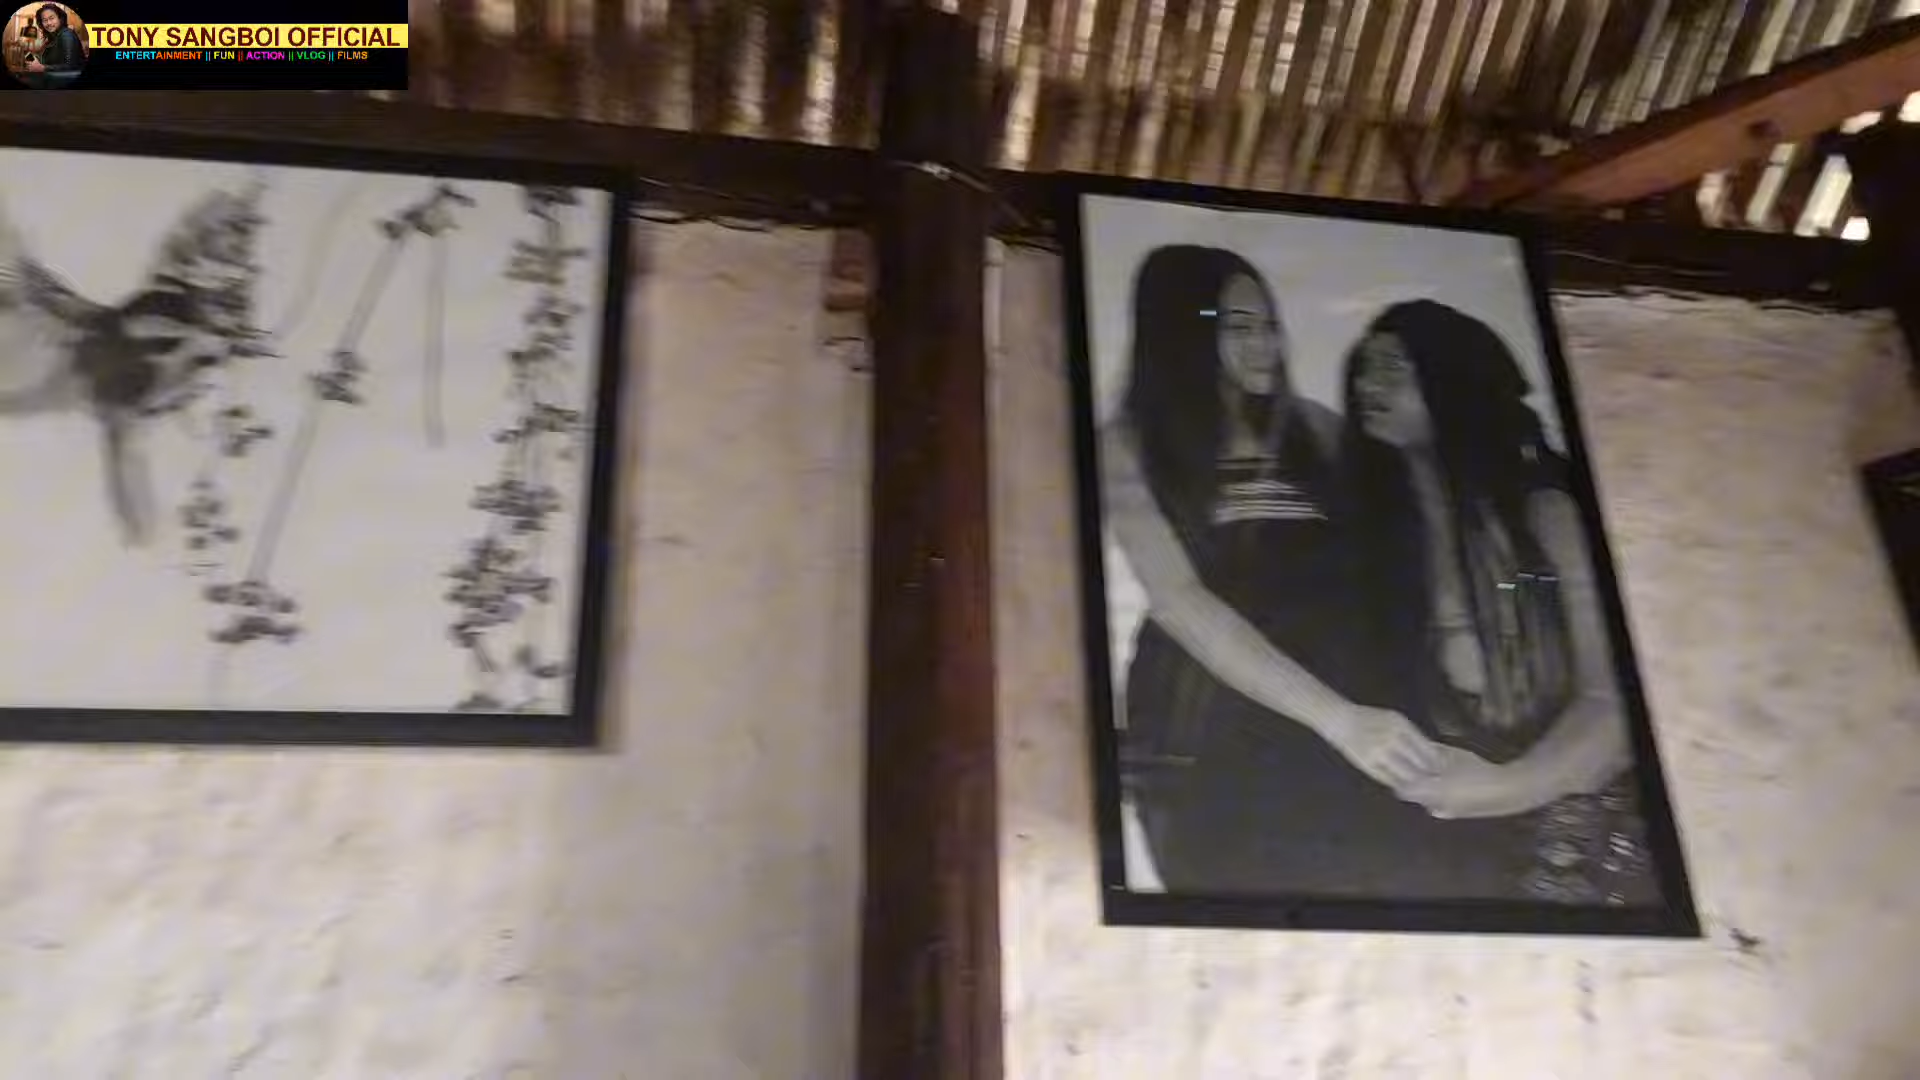 TONY SANGBOI OFFICIAL
ENTERTAINMENT || FUN || ACTION || VLOG || FILMS